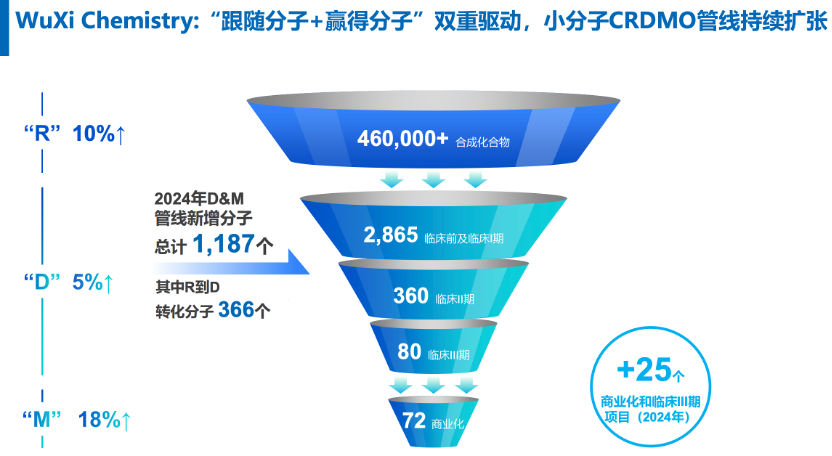 WuXi Chemistry: “跟随分子+赢得分子”双重驱动，小分子CRDMO管线持续扩张
“R” 10%↑
460,000+ 合成化合物
2024年D&M
管线新增分子
总计 1,187个
其中R到D
转化分子 366个
2,865 临床前及临床I期
“D” 5%↑
360 临床II期
80 临床III期
“M” 18%↑
72 商业化
+25个
商业化和临床III期
项目（2024年）